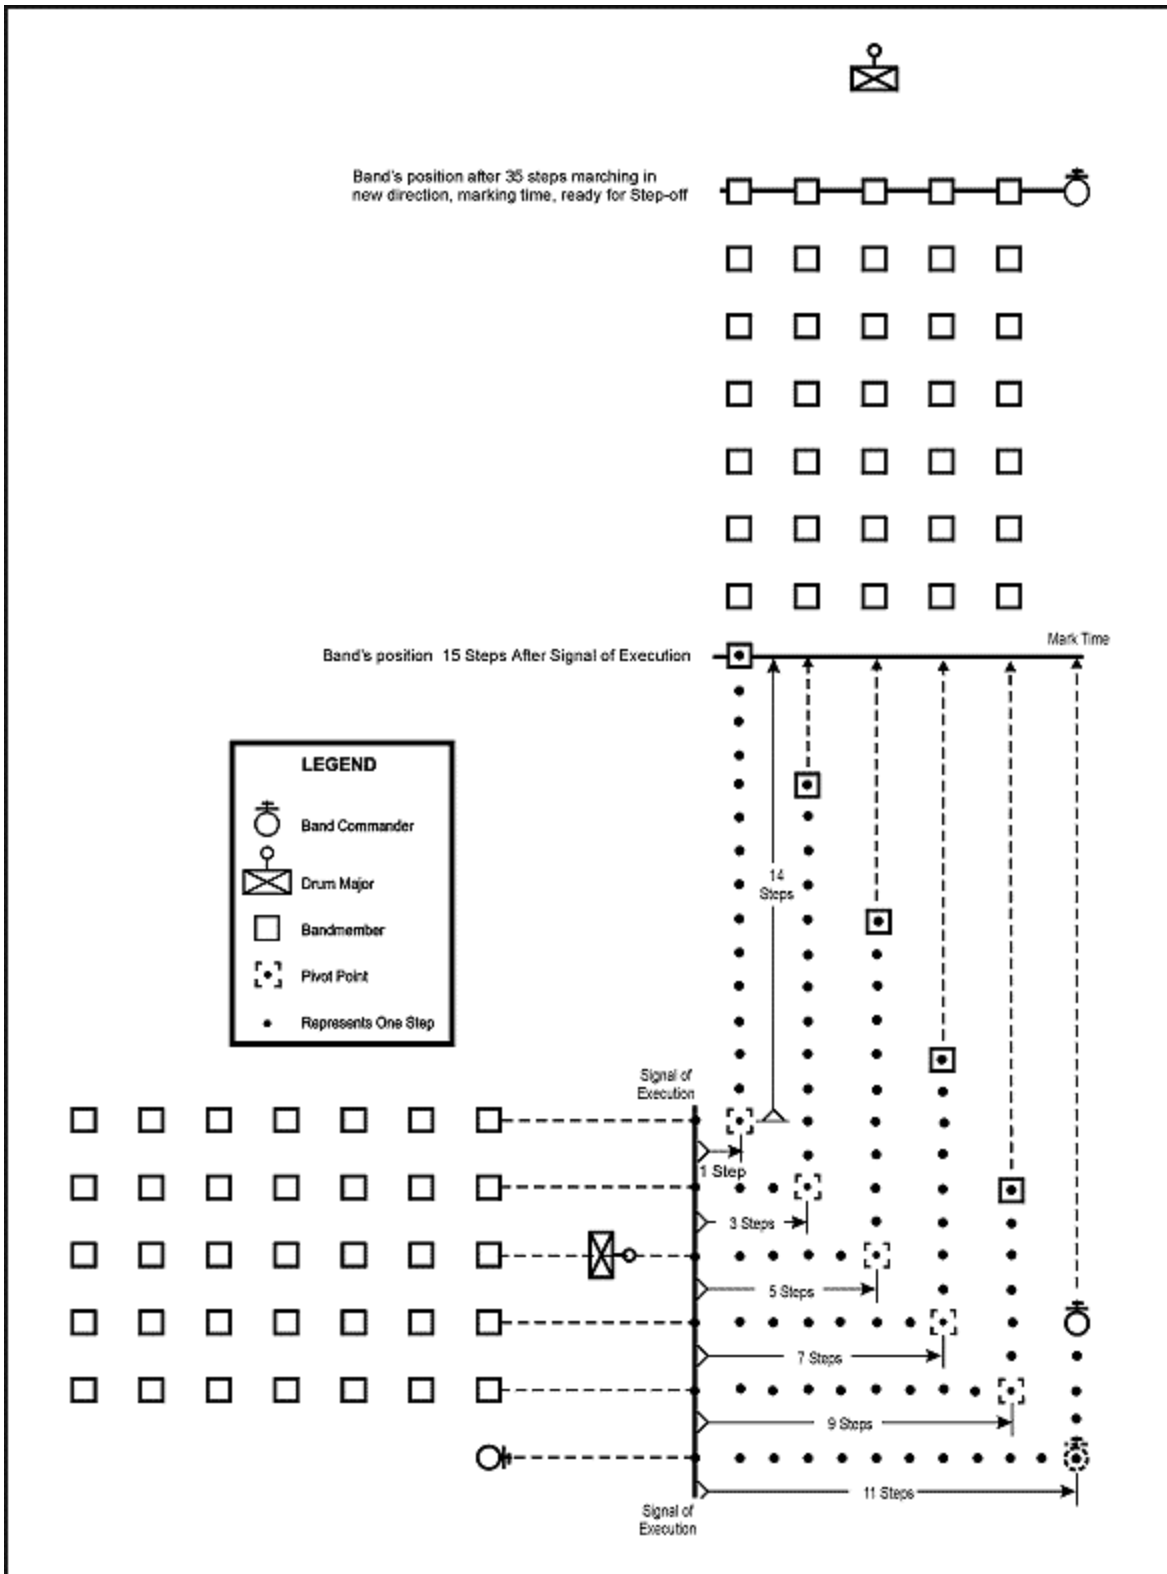 Band's position after 35 steps marching in
new direction, marking time, ready for Step-off
Mark Time
Band's position 15 Steps After Signal of Execution
LEGEND
Band Commander
Drum Major
Bandmember
Pivot Point
Represents One Step
14
Steps
Signal of
Execution
1 Step
3 Steps
5 Steps
7 Steps
9 Steps
11 Steps
Signal of
Execution